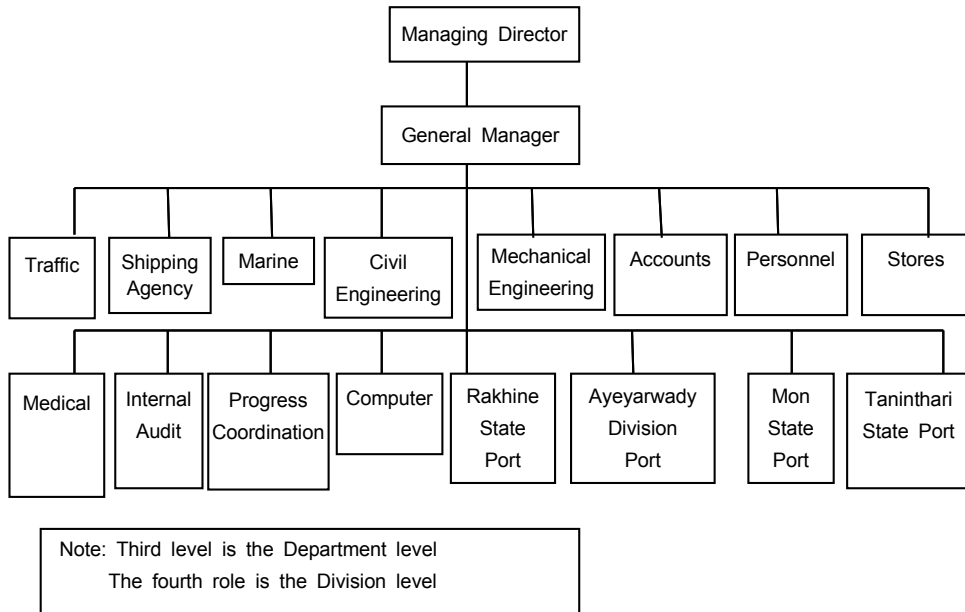 Managing Director
General Manager
Traffic
Shipping
Agency
Marine
Civil
Engineering
Mechanical
Engineering
Accounts
Personnel
Stores
Medical
Internal
Audit
Progress
Coordination
Computer
Rakhine
State
Port
Ayeyarwady
Division
Port
Mon
State
Port
Taninthari
State Port
Note: Third level is the Department level
The fourth role is the Division level